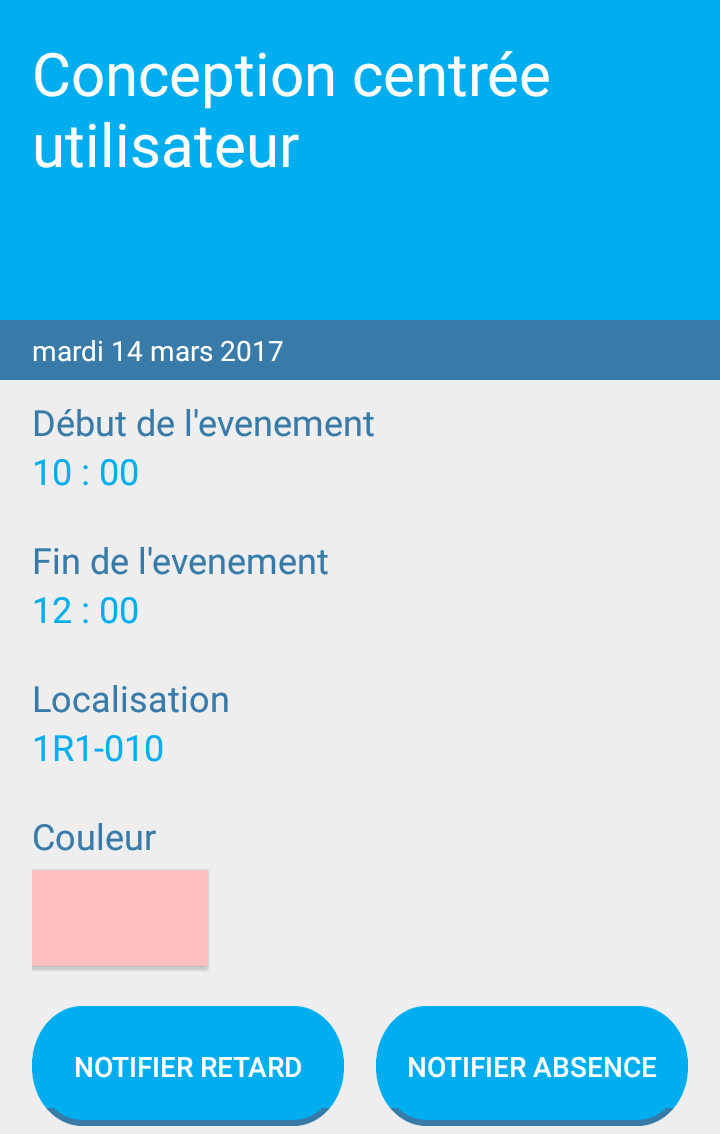 Conception centrée
utilisateur
mardi 14 mars 2017
Début de l'evenement
10 : 00
Fin de l'evenement
12 : 00
Localisation
1R1-010
Couleur
NOTIFIER RETARD
NOTIFIER ABSENCE